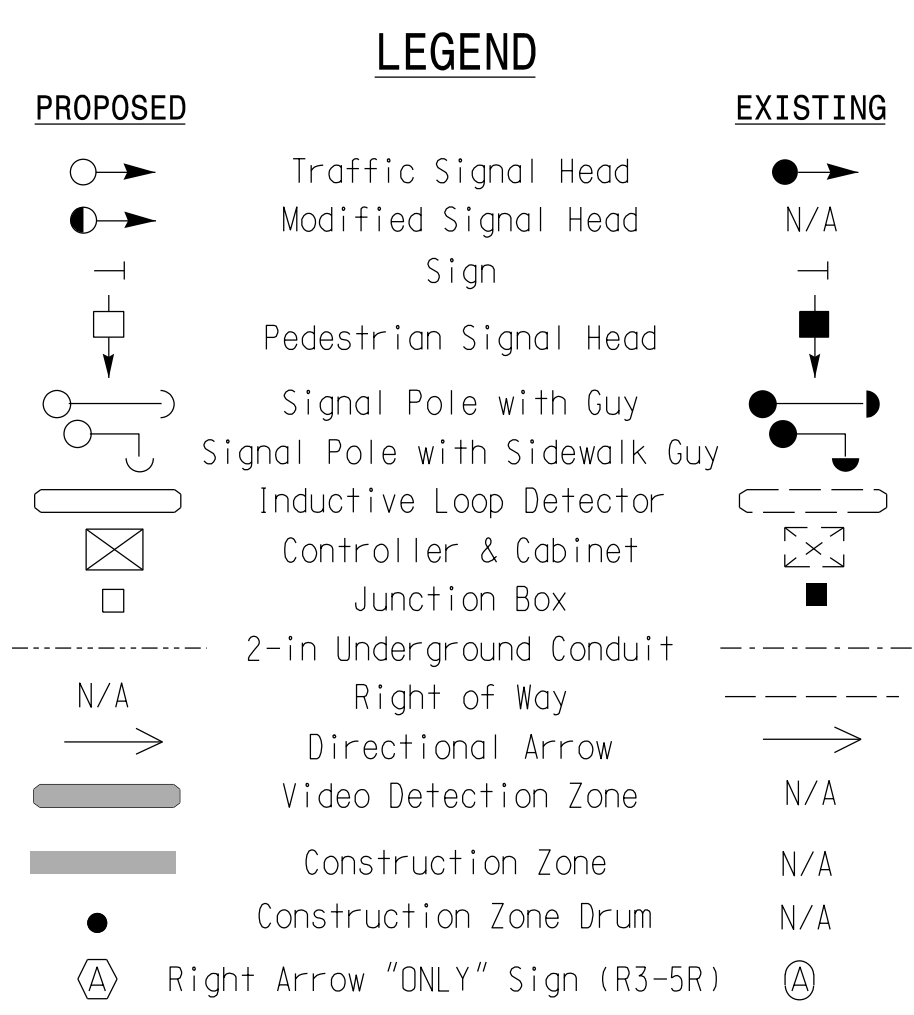 LEGEND
PROPOSED EXISTING
Traffic Signal Head
Modified Signal Head N/A
Sign
Pedestrian Signal Head
Signal Pole with Guy
Signal Pole with Sidewalk Guy
Inductive Loop Detector
Controller & Cabinet
Junction Box
2-in Underground Conduit
N/A Right of Way
Directional Arrow
Video Detection Zone N/A
Construction Zone N/A
Construction Zone Drum N/A
A Right Arrow "ONLY" Sign (R3-5R) A